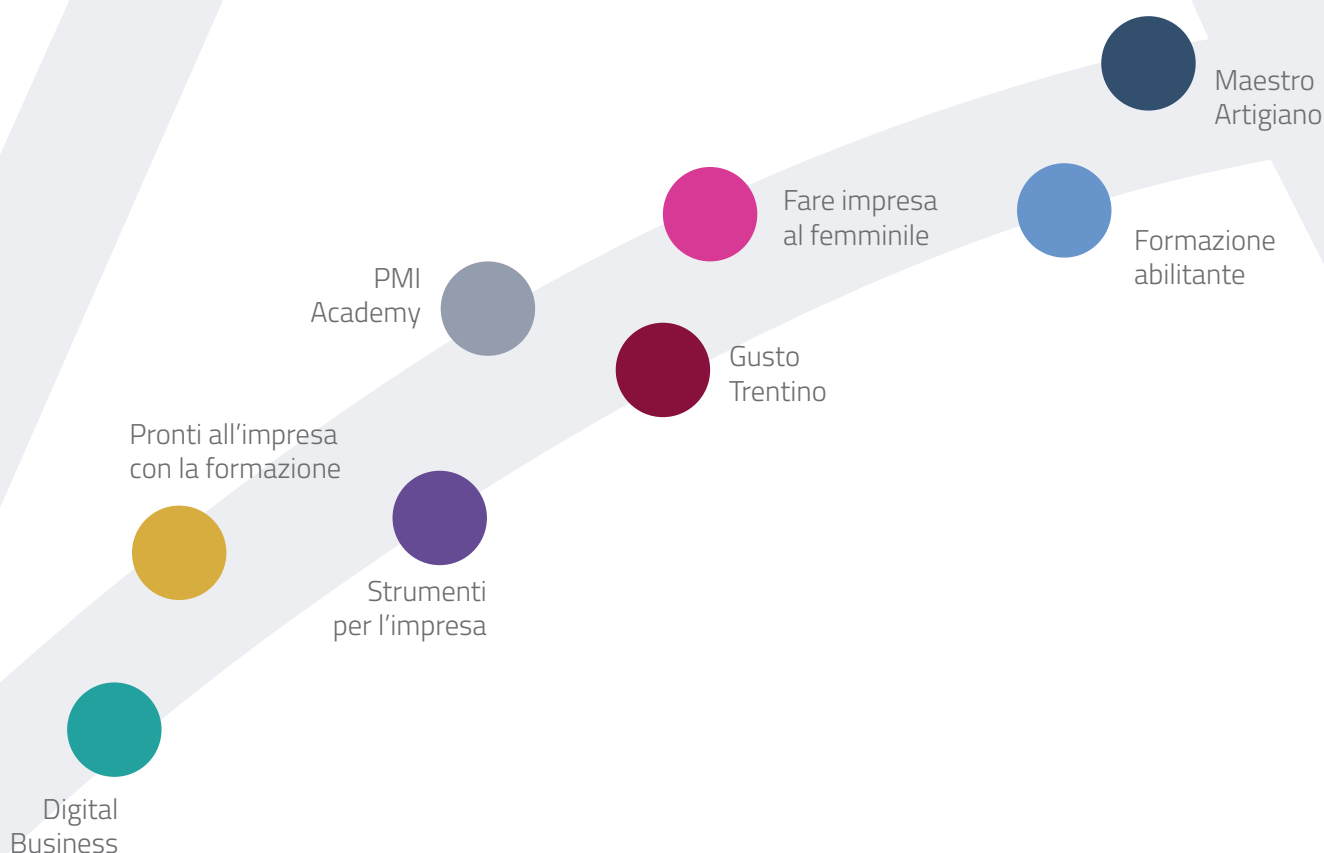 Maestro
Artigiano
Fare impresa
al femminile
Formazione
abilitante
PMI
Academy
Gusto
Trentino
Pronti all’impresa
con la formazione
Strumenti
per l’impresa
Digital
Business